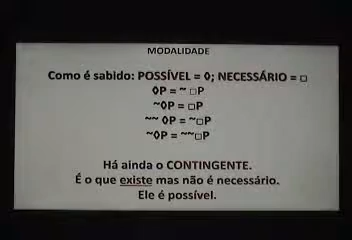 MODALIDADE
Como é sabido: POSSÍVEL = ◊; NECESSÁRIO = □
◊P = ~ □P
~◊P = □P
~~ ◊P = ~□P
~◊P = ~~□P
Há ainda o CONTINGENTE.
É o que existe mas não é necessário.
Ele é possível.